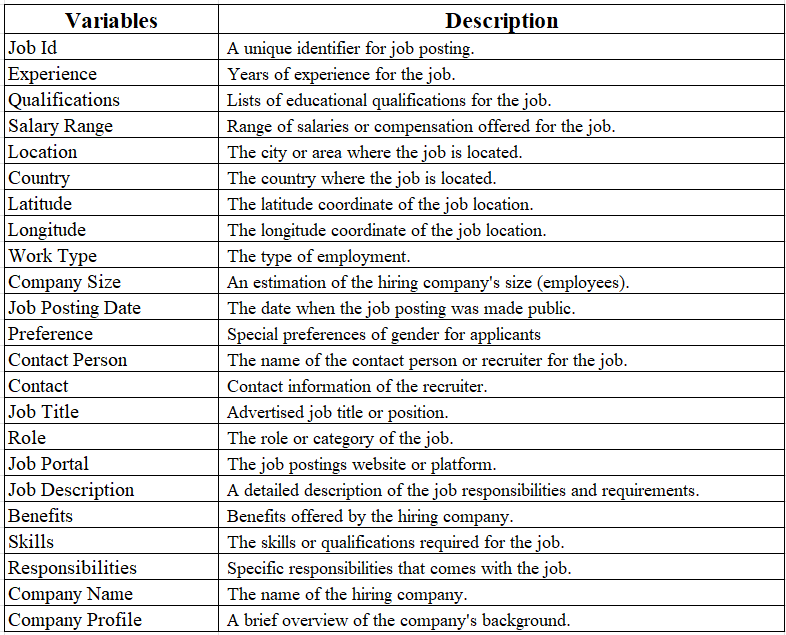 Variables Description
Job Id A unique identifier for job posting.
Experience Years of experience for the job.
Qualifications Lists of educational qualifications for the job.
Salary Range Range of salaries or compensation offered for the job.
Location The city or area where the job is located.
Country The country where the job is located.
Latitude The latitude coordinate of the job location.
Longitude The longitude coordinate of the job location.
Work Type The type of employment.
Company Size An estimation of the hiring company's size (employees).
Job Posting Date The date when the job posting was made public.
Preference Special preferences of gender for applicants
Contact Person The name of the contact person or recruiter for the job.
Contact Contact information of the recruiter.
Job Title Advertised job title or position.
Role The role or category of the job.
Job Portal The job postings website or platform.
Job Description A detailed description of the job responsibilities and requirements.
Benefits Benefits offered by the hiring company.
Skills The skills or qualifications required for the job.
Responsibilities Specific responsibilities that comes with the job.
Company Name The name of the hiring company.
Company Profile A brief overview of the company's background.